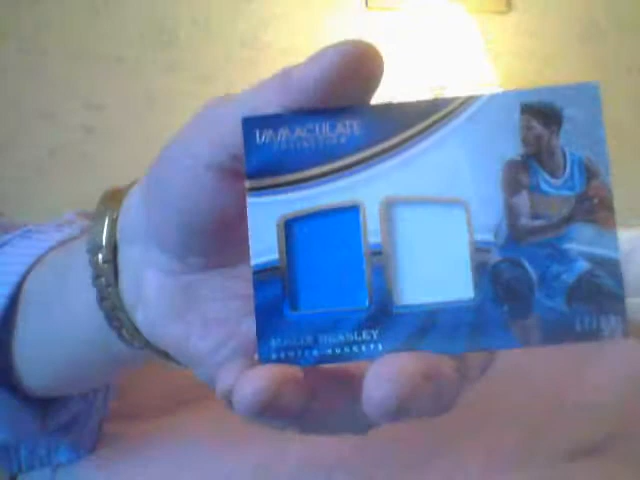 IMMACULATE
COLLECTION
MALIK BEASLEY
DENVER NUGGETS